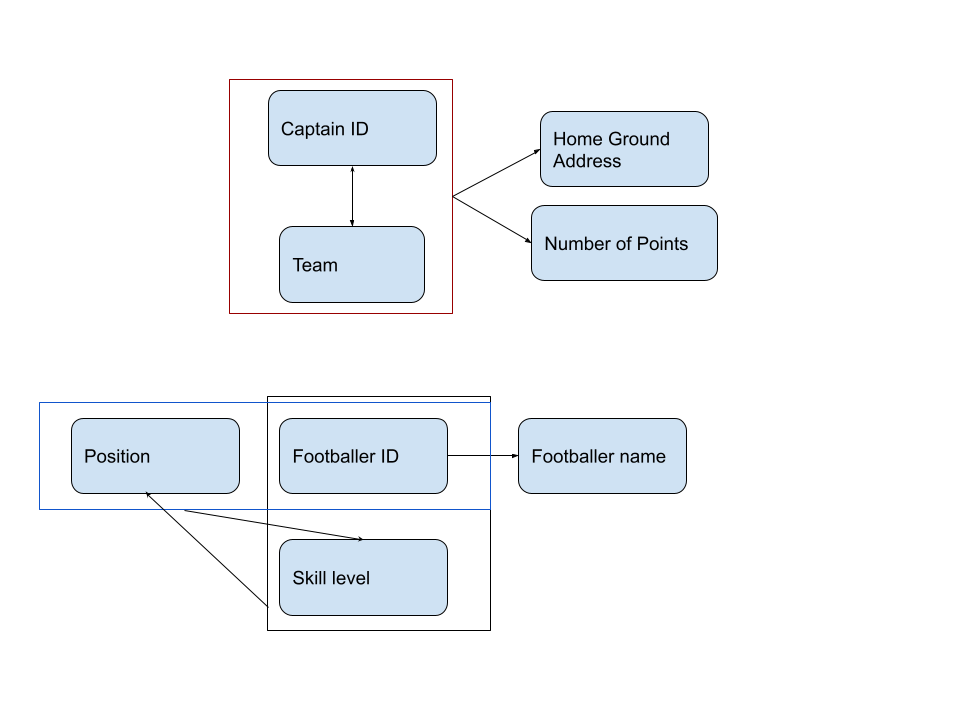 Captain ID
Home Ground
Address
Number of Points
Team
Position
Footballer ID
Footballer name
Skill level